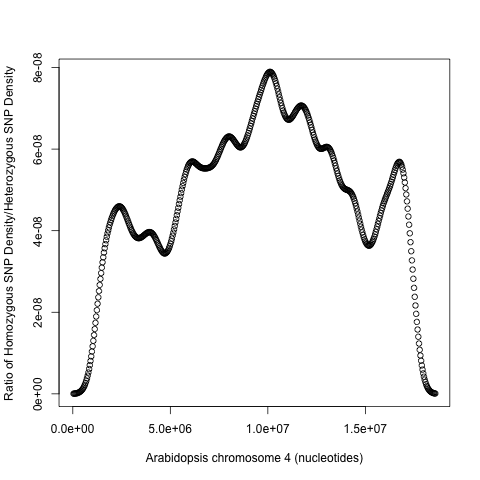 Ratio of Homozygous SNP Density/Heterozygous SNP Density
8e-08
6e-08
4e-08
2e-08
0e+00
0.0e+00 5.0e+06 1.0e+07 1.5e+07
Arabidopsis chromosome 4 (nucleotides)